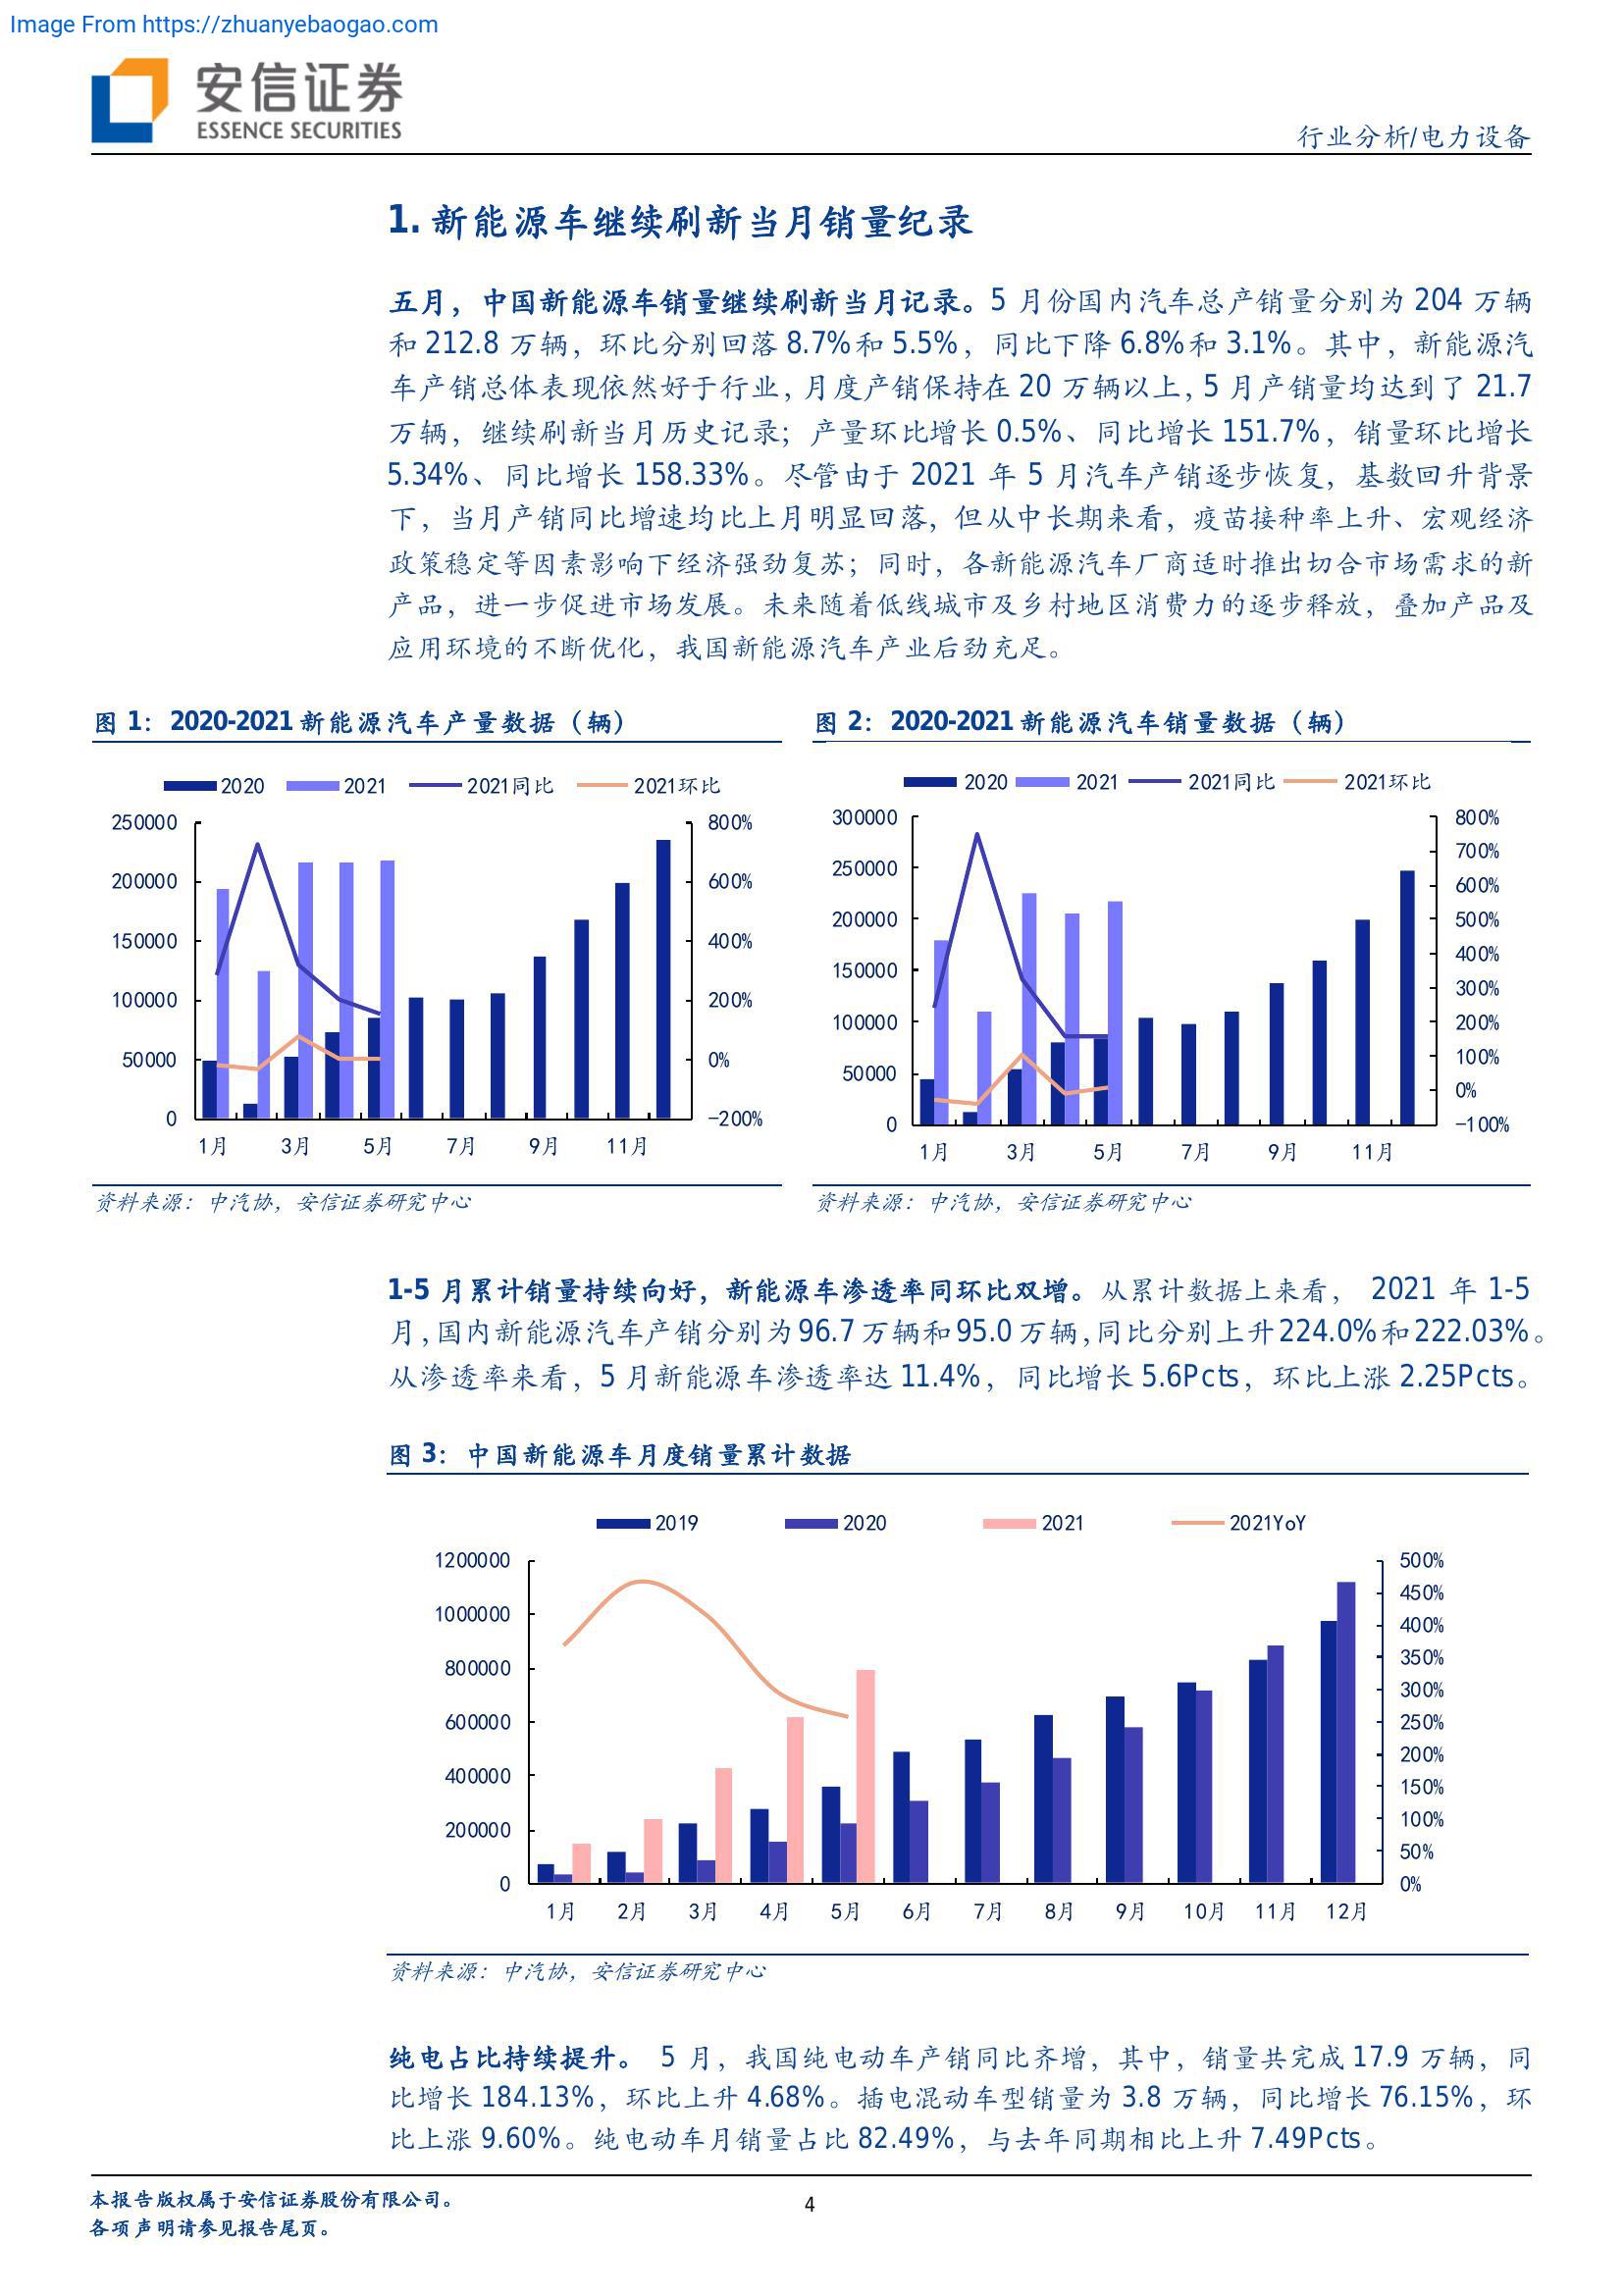 Image From https://zhuanyebaogao.com
安信证券
ESSENCE SECURITIES
行业分析/电力设备
1. 新能源车继续刷新当月销量纪录
五月，中国新能源车销量继续刷新当月记录。5 月份国内汽车总产销量分别为 204 万辆
和 212.8 万辆，环比分别回落 8.7%和 5.5%，同比下降 6.8%和 3.1%。其中，新能源汽
车产销总体表现依然好于行业，月度产销保持在 20 万辆以上，5 月产销量均达到了 21.7
万辆，继续刷新当月历史记录；产量环比增长 0.5%、同比增长 151.7%，销量环比增长
5.34%、同比增长 158.33%。尽管由于 2021 年 5 月汽车产销逐步恢复，基数回升背景
下，当月产销同比增速均比上月明显回落，但从中长期来看，疫苗接种率上升、宏观经济
政策稳定等因素影响下经济强劲复苏；同时，各新能源汽车厂商适时推出切合市场需求的新
产品，进一步促进市场发展。未来随着低线城市及乡村地区消费力的逐步释放，叠加产品及
应用环境的不断优化，我国新能源汽车产业后劲充足。
图 1：2020-2021 新能源汽车产量数据（辆）
2020 2021 2021同比 2021环比
250000 800%
200000 600%
150000 400%
100000 200%
50000 0%
0 -200%
1月 3月 5月 7月 9月 11月
资料来源：中汽协，安信证券研究中心
图 2：2020-2021 新能源汽车销量数据（辆）
2020 2021 2021同比 2021环比
300000 800%
700%
250000 600%
200000 500%
400%
150000 300%
100000 200%
100%
50000 0%
0 -100%
1月 3月 5月 7月 9月 11月
资料来源：中汽协，安信证券研究中心
1-5 月累计销量持续向好，新能源车渗透率同环比双增。从累计数据上来看， 2021 年 1-5
月，国内新能源汽车产销分别为 96.7 万辆和 95.0 万辆，同比分别上升 224.0%和 222.03%。
从渗透率来看，5 月新能源车渗透率达 11.4%，同比增长 5.6Pcts，环比上涨 2.25Pcts。
图 3：中国新能源车月度销量累计数据
2019 2020 2021 2021YoY
1200000 500%
450%
1000000 400%
800000 350%
300%
600000 250%
200%
400000 150%
200000 100%
50%
0 0%
1月 2月 3月 4月 5月 6月 7月 8月 9月 10月 11月 12月
资料来源：中汽协，安信证券研究中心
纯电占比持续提升。 5 月，我国纯电动车产销同比齐增，其中，销量共完成 17.9 万辆，同
比增长 184.13%，环比上升 4.68%。插电混动车型销量为 3.8 万辆，同比增长 76.15%，环
比上涨 9.60%。纯电动车月销量占比 82.49%，与去年同期相比上升 7.49Pcts。
本报告版权属于安信证券股份有限公司。
各项声明请参见报告尾页。
4